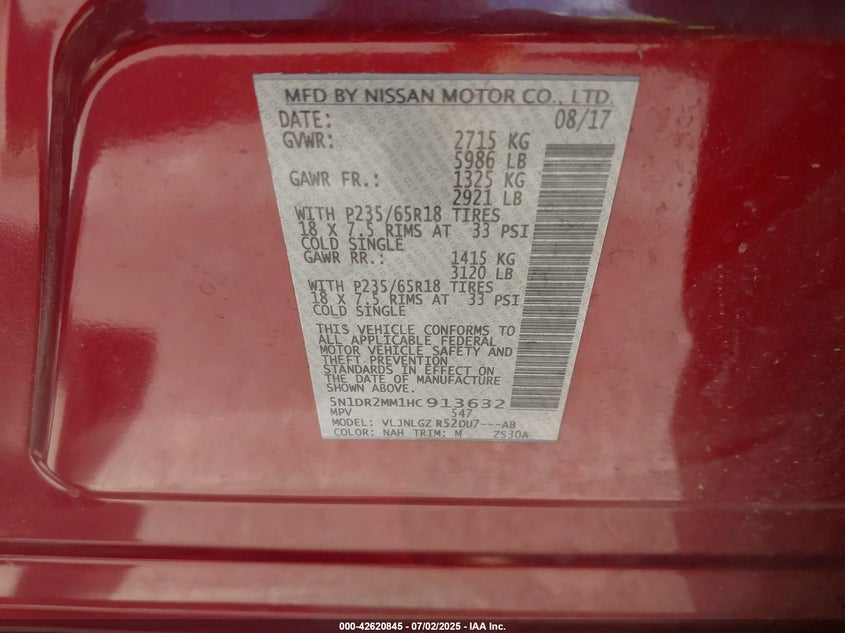 MFD BY NISSAN MOTOR CO., LTD.
DATE: 08/17
GVWR: 2715 KG
5986 LB
GAWR FR.: 1325 KG
2921 LB
WITH P235/65R18 TIRES
18 X 7.5 RIMS AT 33 PSI
COLD SINGLE
GAWR RR.: 1415 KG
3120 LB
WITH P235/65R18 TIRES
18 X 7.5 RIMS AT 33 PSI
COLD SINGLE
THIS VEHICLE CONFORMS TO
ALL APPLICABLE FEDERAL
MOTOR VEHICLE SAFETY AND
THEFT PREVENTION
STANDARDS IN EFFECT ON
THE DATE OF MANUFACTURE
SHOWN ABOVE.
5N1DR2MM1HC913632
MPV 547
MODEL: VLJNLGZ R52DU7---AB
COLOR: NAH TRIM: M ZS30A
000-42620845 - 07/02/2025 - IAA Inc.